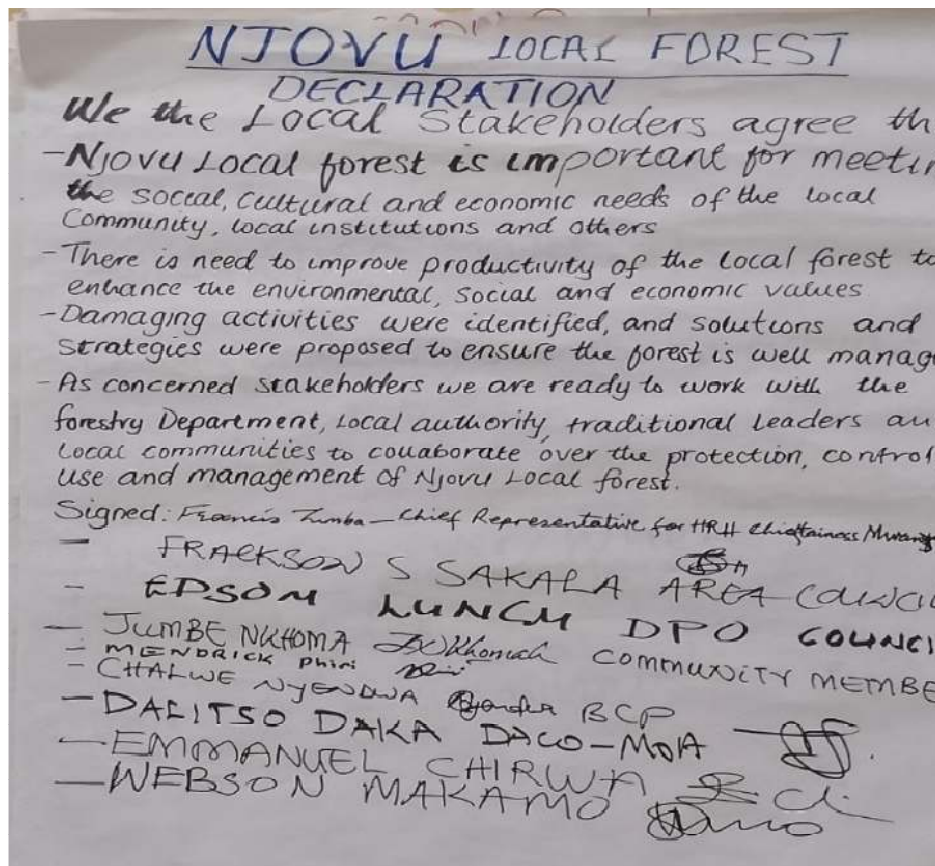 NJOVU LOCAL FOREST
DECLARATION
We the Local Stakeholders agree th
- Njovu Local forest is important for meetin
the social, cultural and economic needs of the local
Community, local institutions and others
- There is need to improve productivity of the local forest to
enhance the environmental, social and economic values
- Damaging activities were identified, and solutions and
Strategies were proposed to ensure the forest is well manag
- As concerned stakeholders we are ready to work with the
forestry Department, Local authority, traditional leaders an
Local communities to collaborate over the protection, control
use and management of Njovu Local forest.
Signed: Francis Zimba - Chief Representative for HRH Chieftainess
- FRACKSON S SAKALA AREA COUNCIL
- EDSOM LUNGU DPO COUNCI
- JUMBE NKHOMA COMMUNITY MEMBE
- MENDRICK Phiri
- CHALWE NYENDWA BCP
- DALITSO DAKA DACO-MOA
- EMMANUEL CHIRWA
- WEBSON MAKAMO